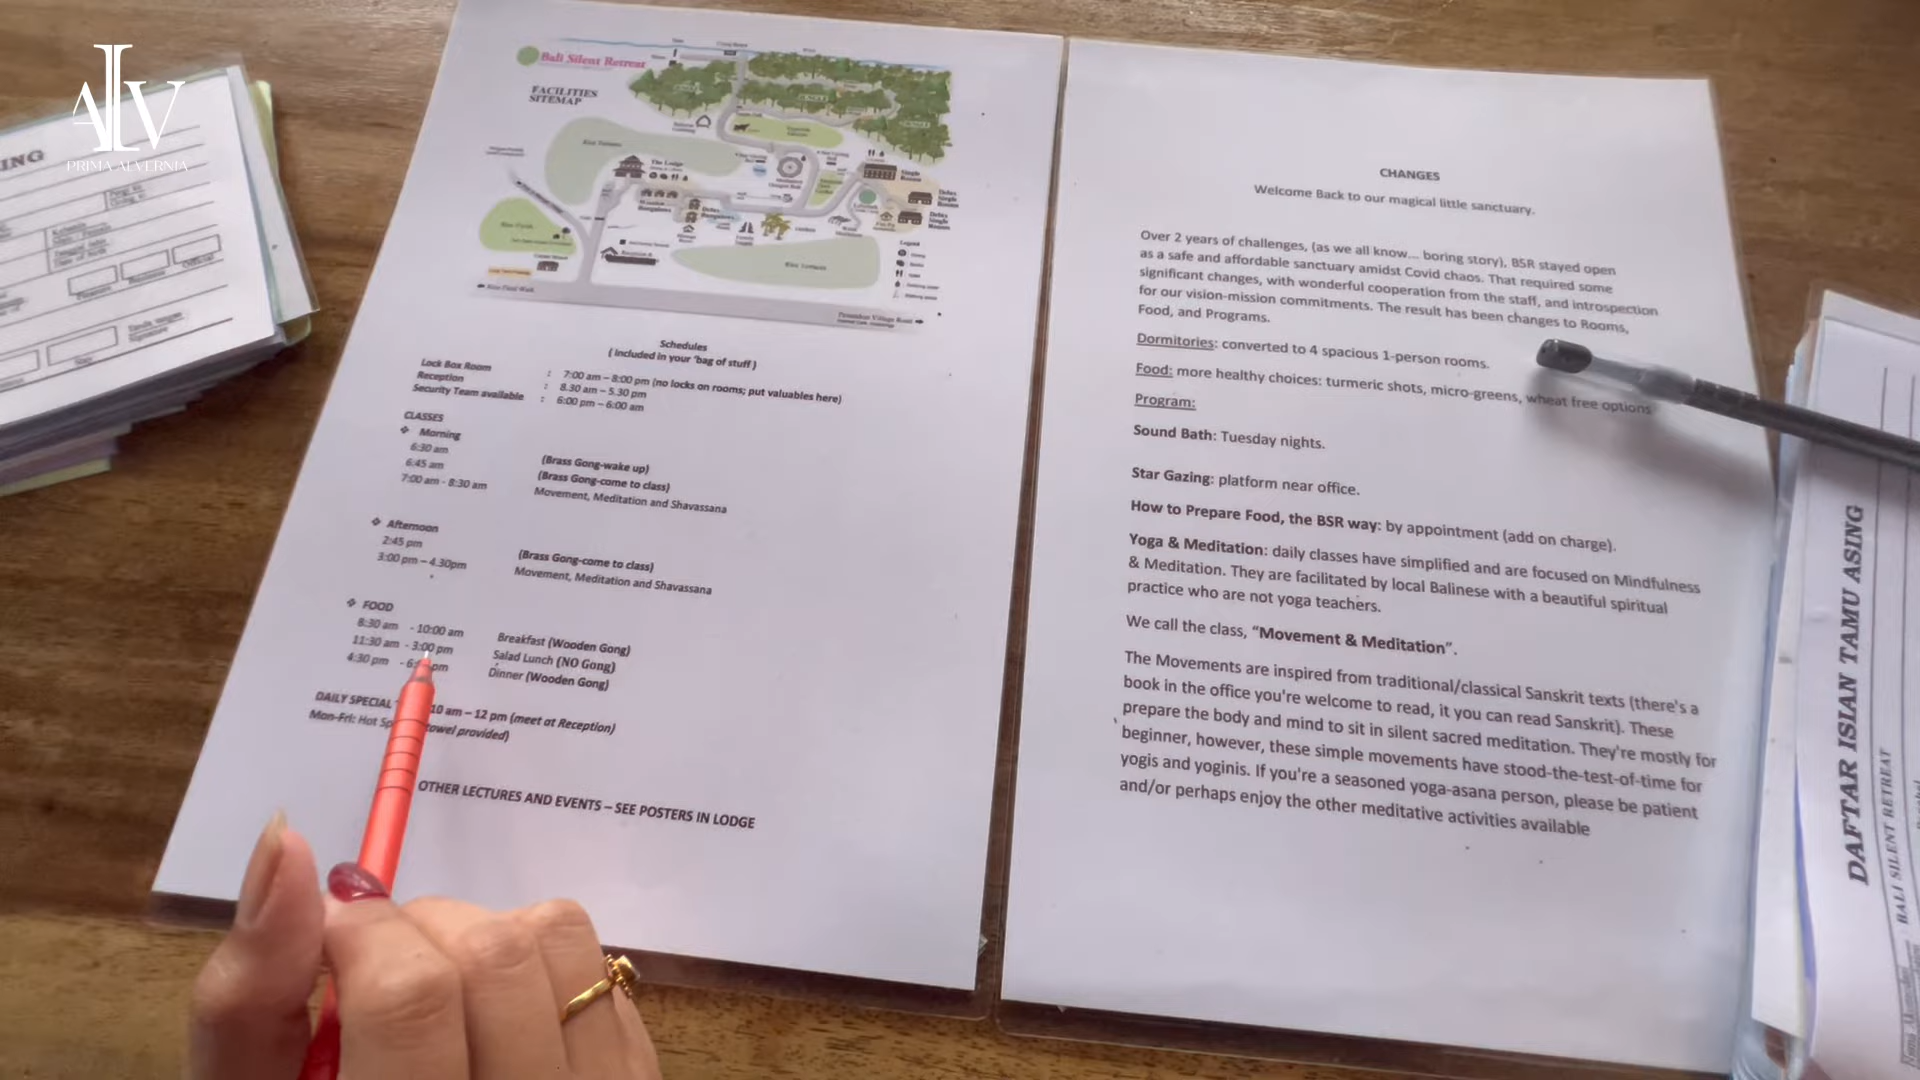 ALV
PRIMA ALVERNIA
ING
Bali Silent Retreat
FACILITIES
SITEMAP
The Lodge
Rice Terraces
Single
Rooms
Legend
Schedules
( Included in your 'bag of stuff )
Lock Box Room : 7:00 am – 8:00 pm (no locks on rooms; put valuables here)
Reception : 8.30 am – 5.30 pm
Security Team available : 6:00 pm – 6:00 am
CLASSES
❖ Morning
6:30 am (Brass Gong-wake up)
6:45 am (Brass Gong-come to class)
7:00 am - 8:30 am Movement, Meditation and Shavassana
❖ Afternoon
2:45 pm (Brass Gong-come to class)
3:00 pm – 4.30pm Movement, Meditation and Shavassana
❖ FOOD
8:30 am - 10:00 am Breakfast (Wooden Gong)
11:30 am - 3:00 pm Salad Lunch (NO Gong)
4:30 pm - 6: pm Dinner (Wooden Gong)
DAILY SPECIAL 10 am – 12 pm (meet at Reception)
Mon-Fri: Hot Sp towel provided)
OTHER LECTURES AND EVENTS – SEE POSTERS IN LODGE
CHANGES
Welcome Back to our magical little sanctuary.
Over 2 years of challenges, (as we all know... boring story), BSR stayed open
as a safe and affordable sanctuary amidst Covid chaos. That required some
significant changes, with wonderful cooperation from the staff, and introspection
for our vision-mission commitments. The result has been changes to Rooms,
Food, and Programs.
Dormitories: converted to 4 spacious 1-person rooms.
Food: more healthy choices: turmeric shots, micro-greens, wheat free options
Program:
Sound Bath: Tuesday nights.
Star Gazing: platform near office.
How to Prepare Food, the BSR way: by appointment (add on charge).
Yoga & Meditation: daily classes have simplified and are focused on Mindfulness
& Meditation. They are facilitated by local Balinese with a beautiful spiritual
practice who are not yoga teachers.
We call the class, "Movement & Meditation".
The Movements are inspired from traditional/classical Sanskrit texts (there's a
book in the office you're welcome to read, it you can read Sanskrit). These
prepare the body and mind to sit in silent sacred meditation. They're mostly for
beginner, however, these simple movements have stood-the-test-of-time for
yogis and yoginis. If you're a seasoned yoga-asana person, please be patient
and/or perhaps enjoy the other meditative activities available
DAFTAR ISIAN TAMU ASING
BALI SILENT RETREAT